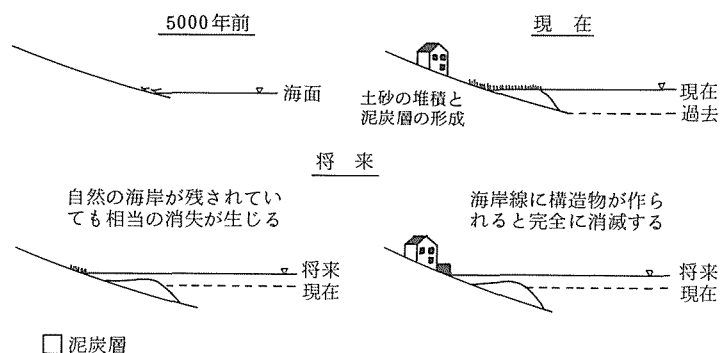 5000年前
海面
現在
土砂の堆積と
泥炭層の形成
現在
過去
将来
自然の海岸が残されてい
ても相当の消失が生じる
将来
現在
海岸線に構造物が作ら
れると完全に消滅する
将来
現在
泥炭層